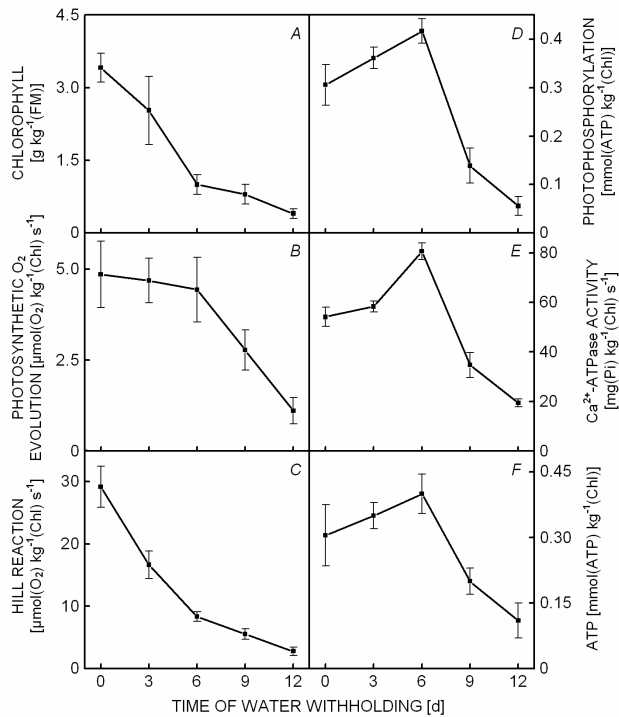 CHLOROPHYLL
[g kg⁻¹(FM)]
4.5
3.0
1.5
0
A
PHOTOSYNTHETIC O₂
EVOLUTION [µmol(O₂) kg⁻¹(Chl) s⁻¹]
5.0
2.5
0
B
HILL REACTION
[µmol(O₂) kg⁻¹(Chl) s⁻¹]
30
20
10
0
C
0 3 6 9 12
D
0.4
0.3
0.2
0.1
0
PHOTOPHOSPHORYLATION
[mmol(ATP) kg⁻¹(Chl)]
E
80
60
40
20
0
Ca²⁺-ATPase ACTIVITY
[mg(Pi) kg⁻¹(Chl) s⁻¹]
F
0.45
0.30
0.15
0
ATP [mmol(ATP) kg⁻¹(Chl)]
0 3 6 9 12
TIME OF WATER WITHHOLDING [d]